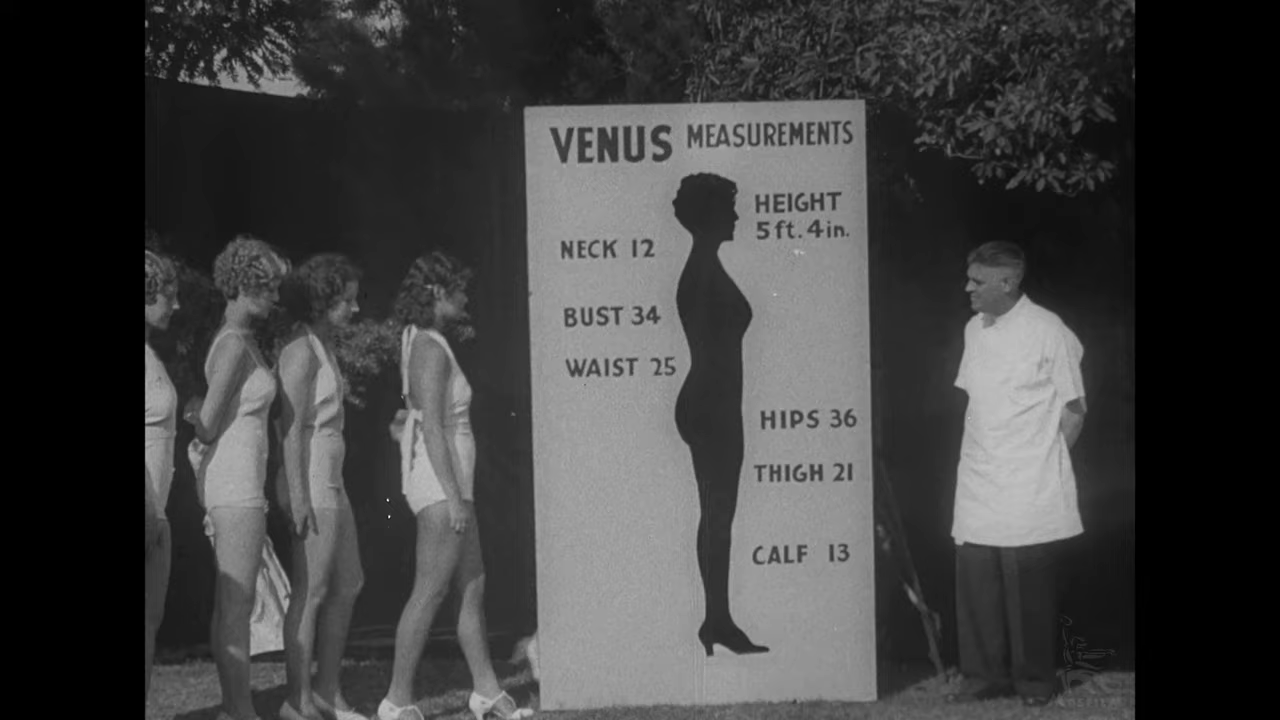 VENUS MEASUREMENTS
HEIGHT
5 ft. 4 in.
NECK 12
BUST 34
WAIST 25
HIPS 36
THIGH 21
CALF 13